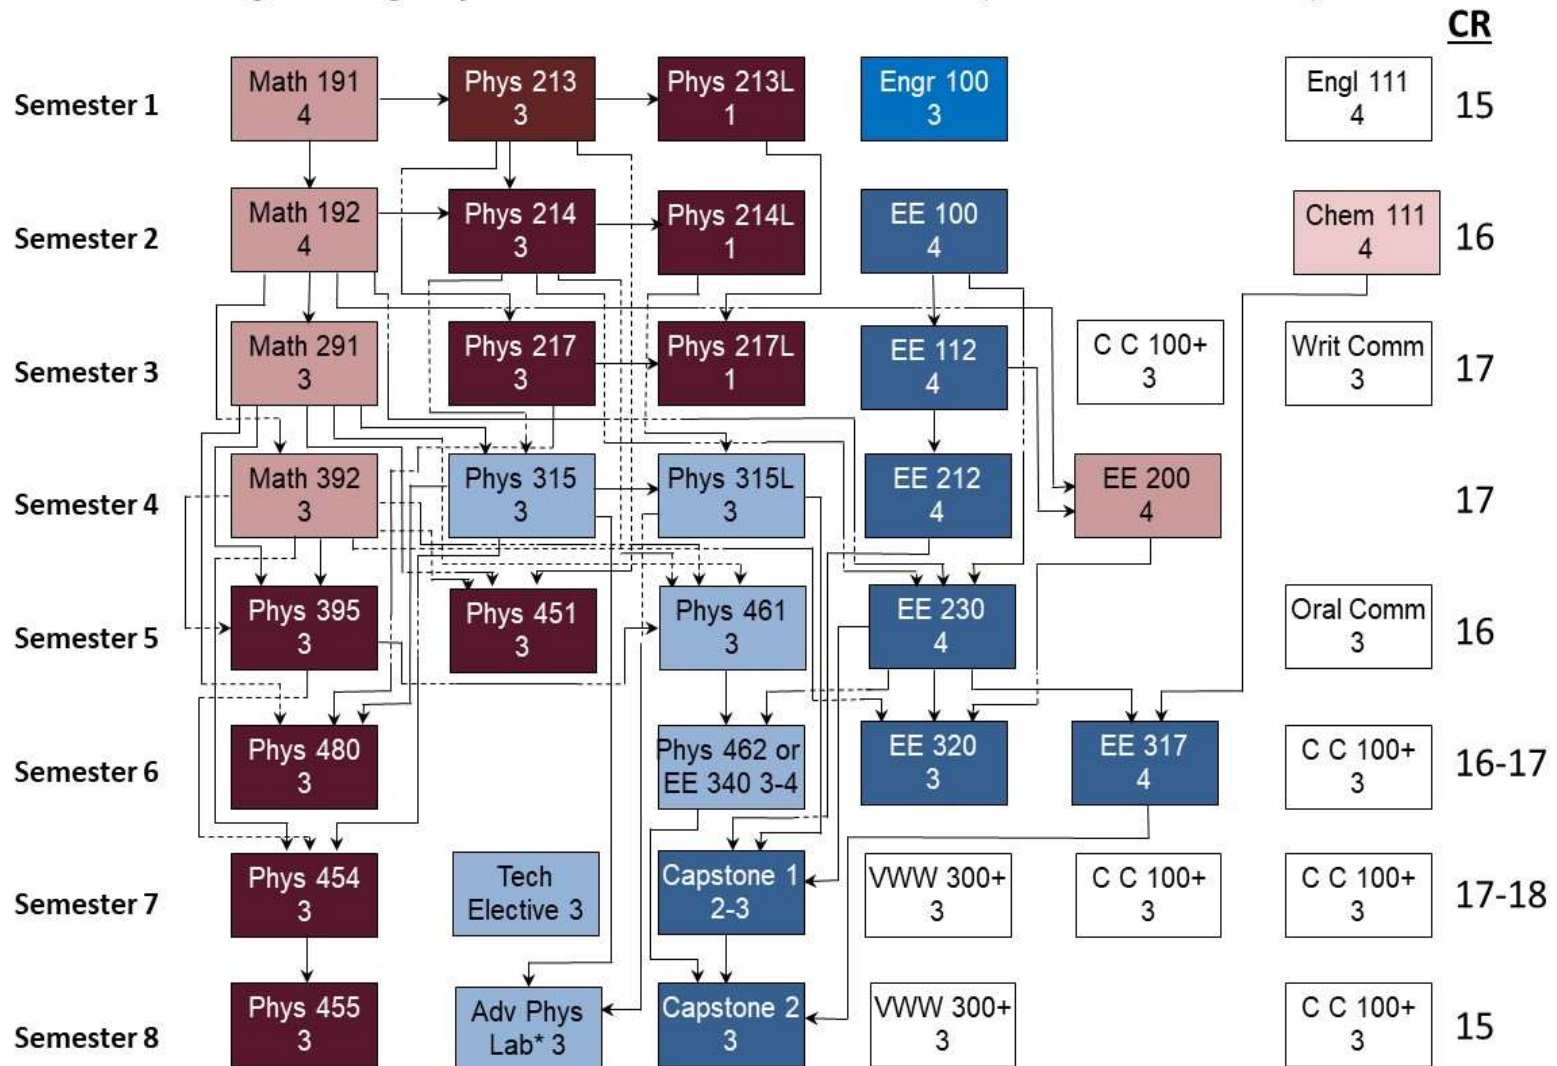 CR
Semester 1
Math 191
4
Phys 213
3
Phys 213L
1
Engr 100
3
Engl 111
4
15
Semester 2
Math 192
4
Phys 214
3
Phys 214L
1
EE 100
4
Chem 111
4
16
Semester 3
Math 291
3
Phys 217
3
Phys 217L
1
EE 112
4
C C 100+
3
Writ Comm
3
17
Semester 4
Math 392
3
Phys 315
3
Phys 315L
3
EE 212
4
EE 200
4
17
Semester 5
Phys 395
3
Phys 451
3
Phys 461
3
EE 230
4
Oral Comm
3
16
Semester 6
Phys 480
3
Phys 462 or
EE 340 3-4
EE 320
3
EE 317
4
C C 100+
3
16-17
Semester 7
Phys 454
3
Tech
Elective 3
Capstone 1
2-3
VWW 300+
3
C C 100+
3
C C 100+
3
17-18
Semester 8
Phys 455
3
Adv Phys
Lab* 3
Capstone 2
3
VWW 300+
3
C C 100+
3
15